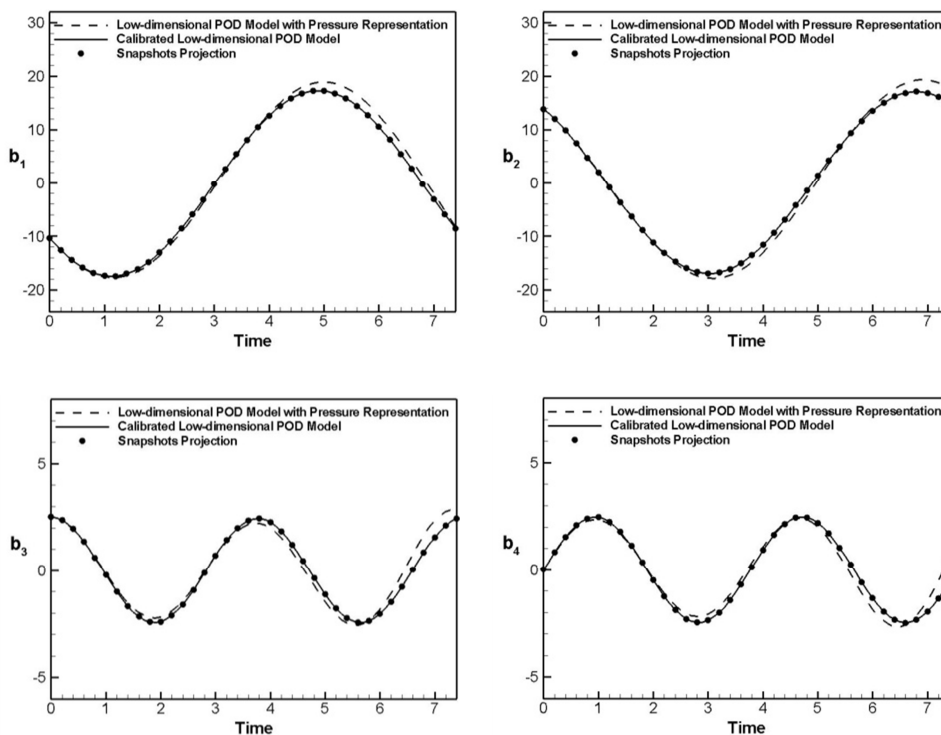 Low-dimensional POD Model with Pressure Representation
Calibrated Low-dimensional POD Model
Snapshots Projection
30
20
10
0
-10
-20
b1
0 1 2 3 4 5 6 7
Time
Low-dimensional POD Model with Pressure Representation
Calibrated Low-dimensional POD Model
Snapshots Projection
30
20
10
0
-10
-20
b2
0 1 2 3 4 5 6 7
Time
Low-dimensional POD Model with Pressure Representation
Calibrated Low-dimensional POD Model
Snapshots Projection
5
0
-5
b3
0 1 2 3 4 5 6 7
Time
Low-dimensional POD Model with Pressure Representation
Calibrated Low-dimensional POD Model
Snapshots Projection
5
0
-5
b4
0 1 2 3 4 5 6 7
Time